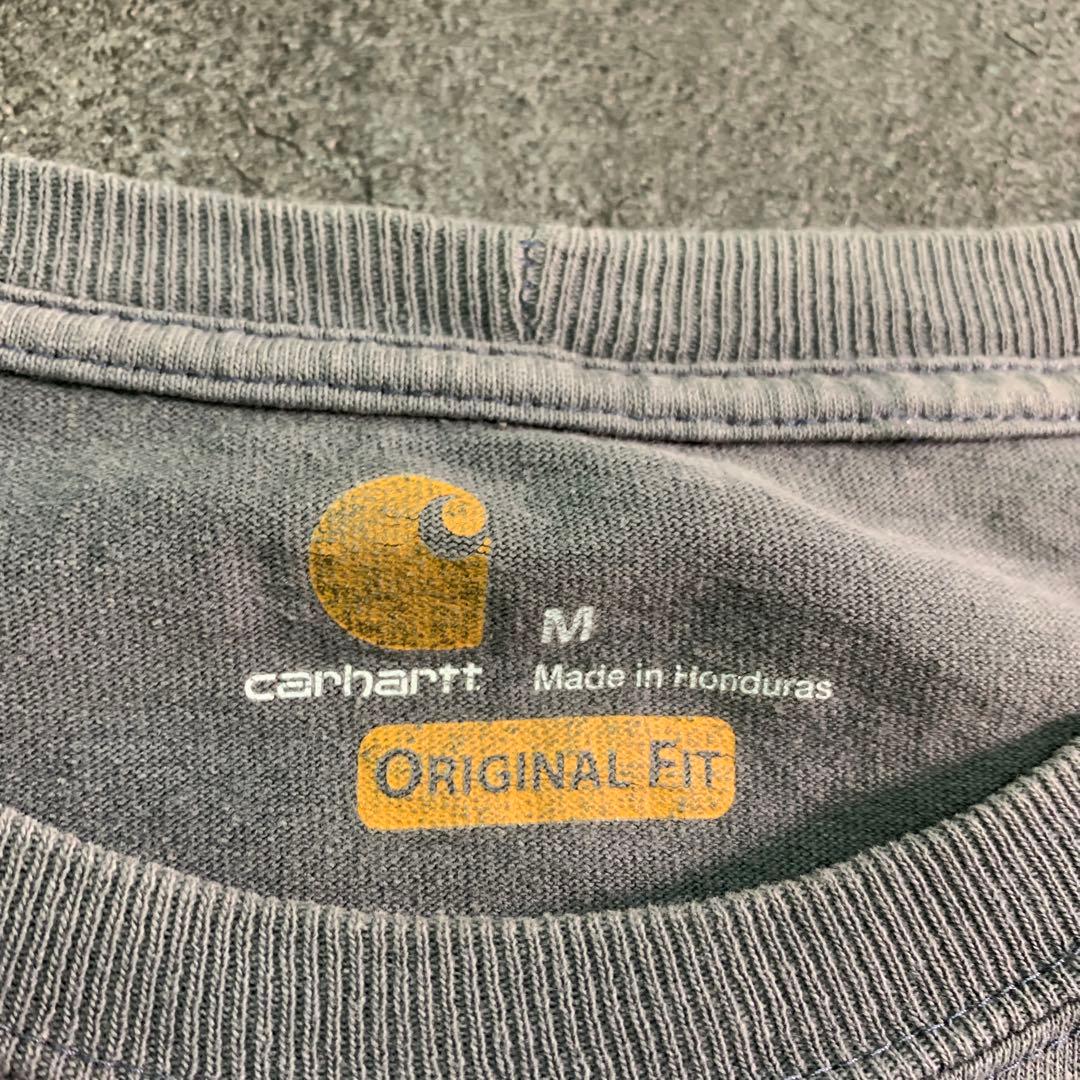 M
carhartt
Made in Honduras
ORIGINAL FIT